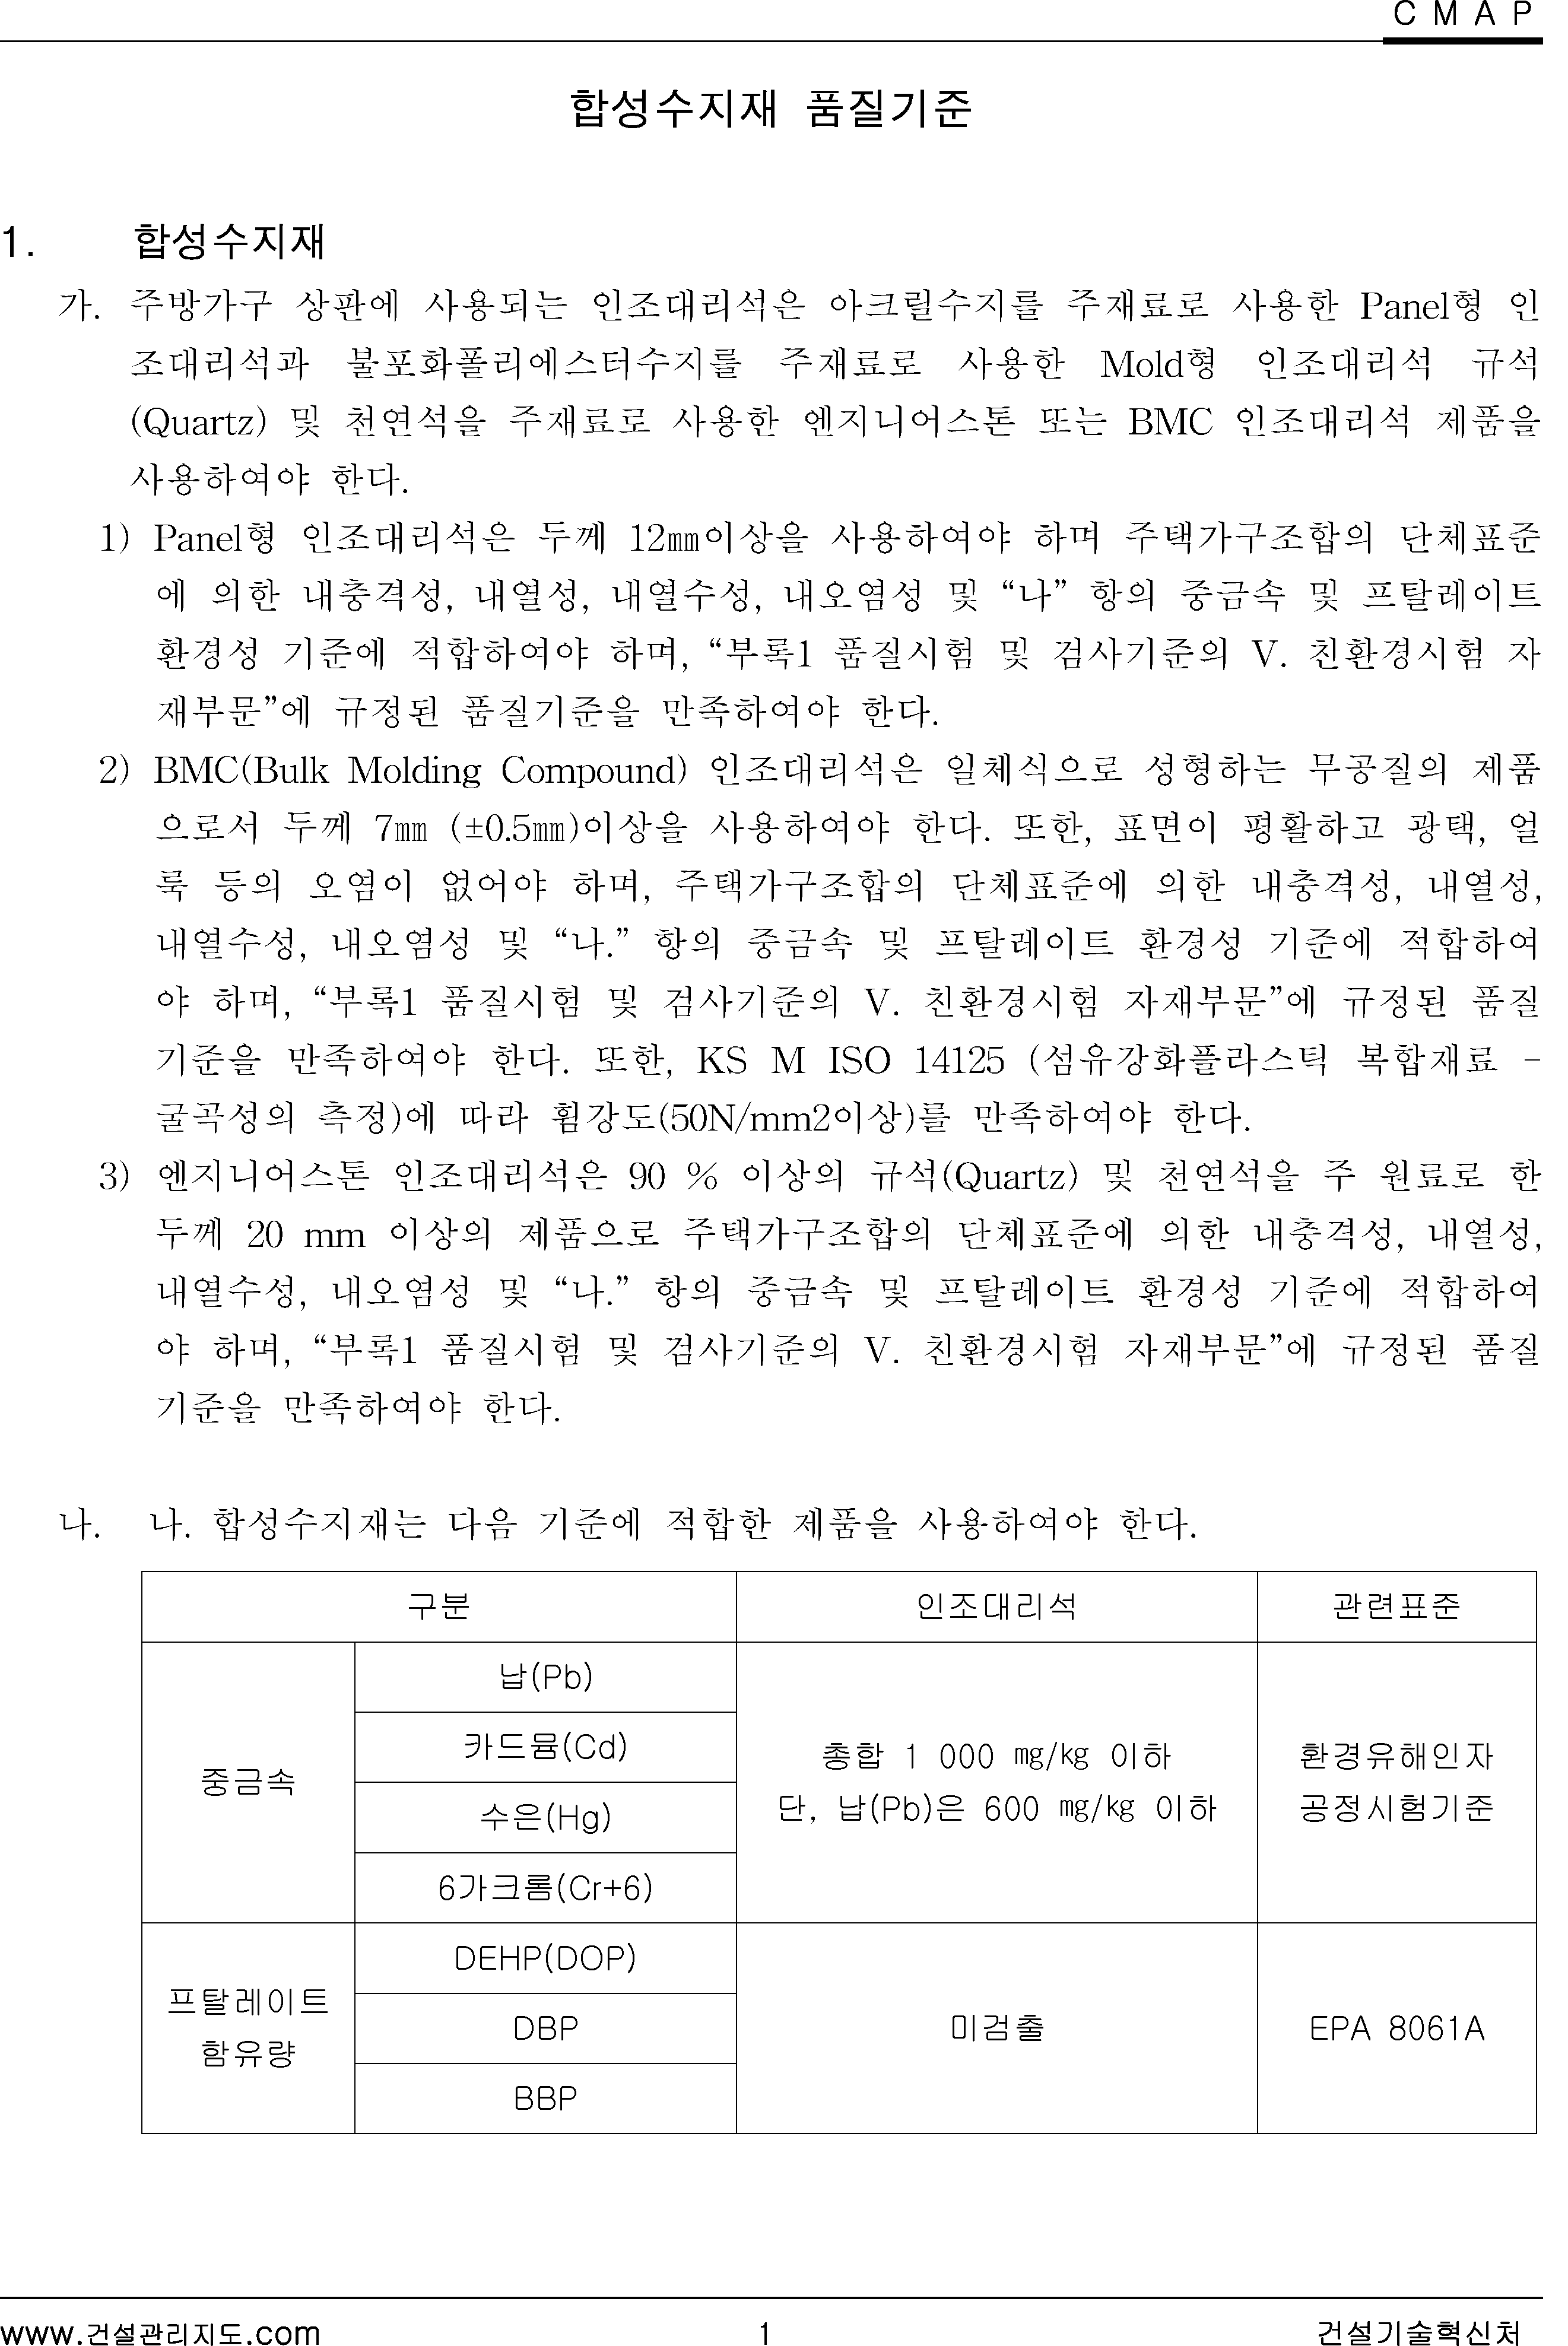 C M A P
합성수지재 품질기준
1. 합성수지재
가. 주방가구 상판에 사용되는 인조대리석은 아크릴수지를 주재료로 사용한 Panel형 인
조대리석과 불포화폴리에스터수지를 주재료로 사용한 Mold형 인조대리석 규석
(Quartz) 및 천연석을 주재료로 사용한 엔지니어스톤 또는 BMC 인조대리석 제품을
사용하여야 한다.
1) Panel형 인조대리석은 두께 12㎜이상을 사용하여야 하며 주택가구조합의 단체표준
에 의한 내충격성, 내열성, 내열수성, 내오염성 및 “나” 항의 중금속 및 프탈레이트
환경성 기준에 적합하여야 하며, “부록1 품질시험 및 검사기준의 V. 친환경시험 자
재부문”에 규정된 품질기준을 만족하여야 한다.
2) BMC(Bulk Molding Compound) 인조대리석은 일체식으로 성형하는 무공질의 제품
으로서 두께 7㎜ (±0.5㎜)이상을 사용하여야 한다. 또한, 표면이 평활하고 광택, 얼
룩 등의 오염이 없어야 하며, 주택가구조합의 단체표준에 의한 내충격성, 내열성,
내열수성, 내오염성 및 “나.” 항의 중금속 및 프탈레이트 환경성 기준에 적합하여
야 하며, “부록1 품질시험 및 검사기준의 V. 친환경시험 자재부문”에 규정된 품질
기준을 만족하여야 한다. 또한, KS M ISO 14125 (섬유강화플라스틱 복합재료 -
굴곡성의 측정)에 따라 휨강도(50N/mm2이상)를 만족하여야 한다.
3) 엔지니어스톤 인조대리석은 90 % 이상의 규석(Quartz) 및 천연석을 주 원료로 한
두께 20 mm 이상의 제품으로 주택가구조합의 단체표준에 의한 내충격성, 내열성,
내열수성, 내오염성 및 “나.” 항의 중금속 및 프탈레이트 환경성 기준에 적합하여
야 하며, “부록1 품질시험 및 검사기준의 V. 친환경시험 자재부문”에 규정된 품질
기준을 만족하여야 한다.
나. 나. 합성수지재는 다음 기준에 적합한 제품을 사용하여야 한다.
구분 인조대리석 관련표준
중금속
납(Pb)
카드뮴(Cd)
수은(Hg)
6가크롬(Cr+6)
총합 1 000 ㎎/㎏ 이하
단, 납(Pb)은 600 ㎎/㎏ 이하
환경유해인자
공정시험기준
프탈레이트
함유량
DEHP(DOP)
DBP
BBP
미검출
EPA 8061A
www.건설관리지도.com 1 건설기술혁신처